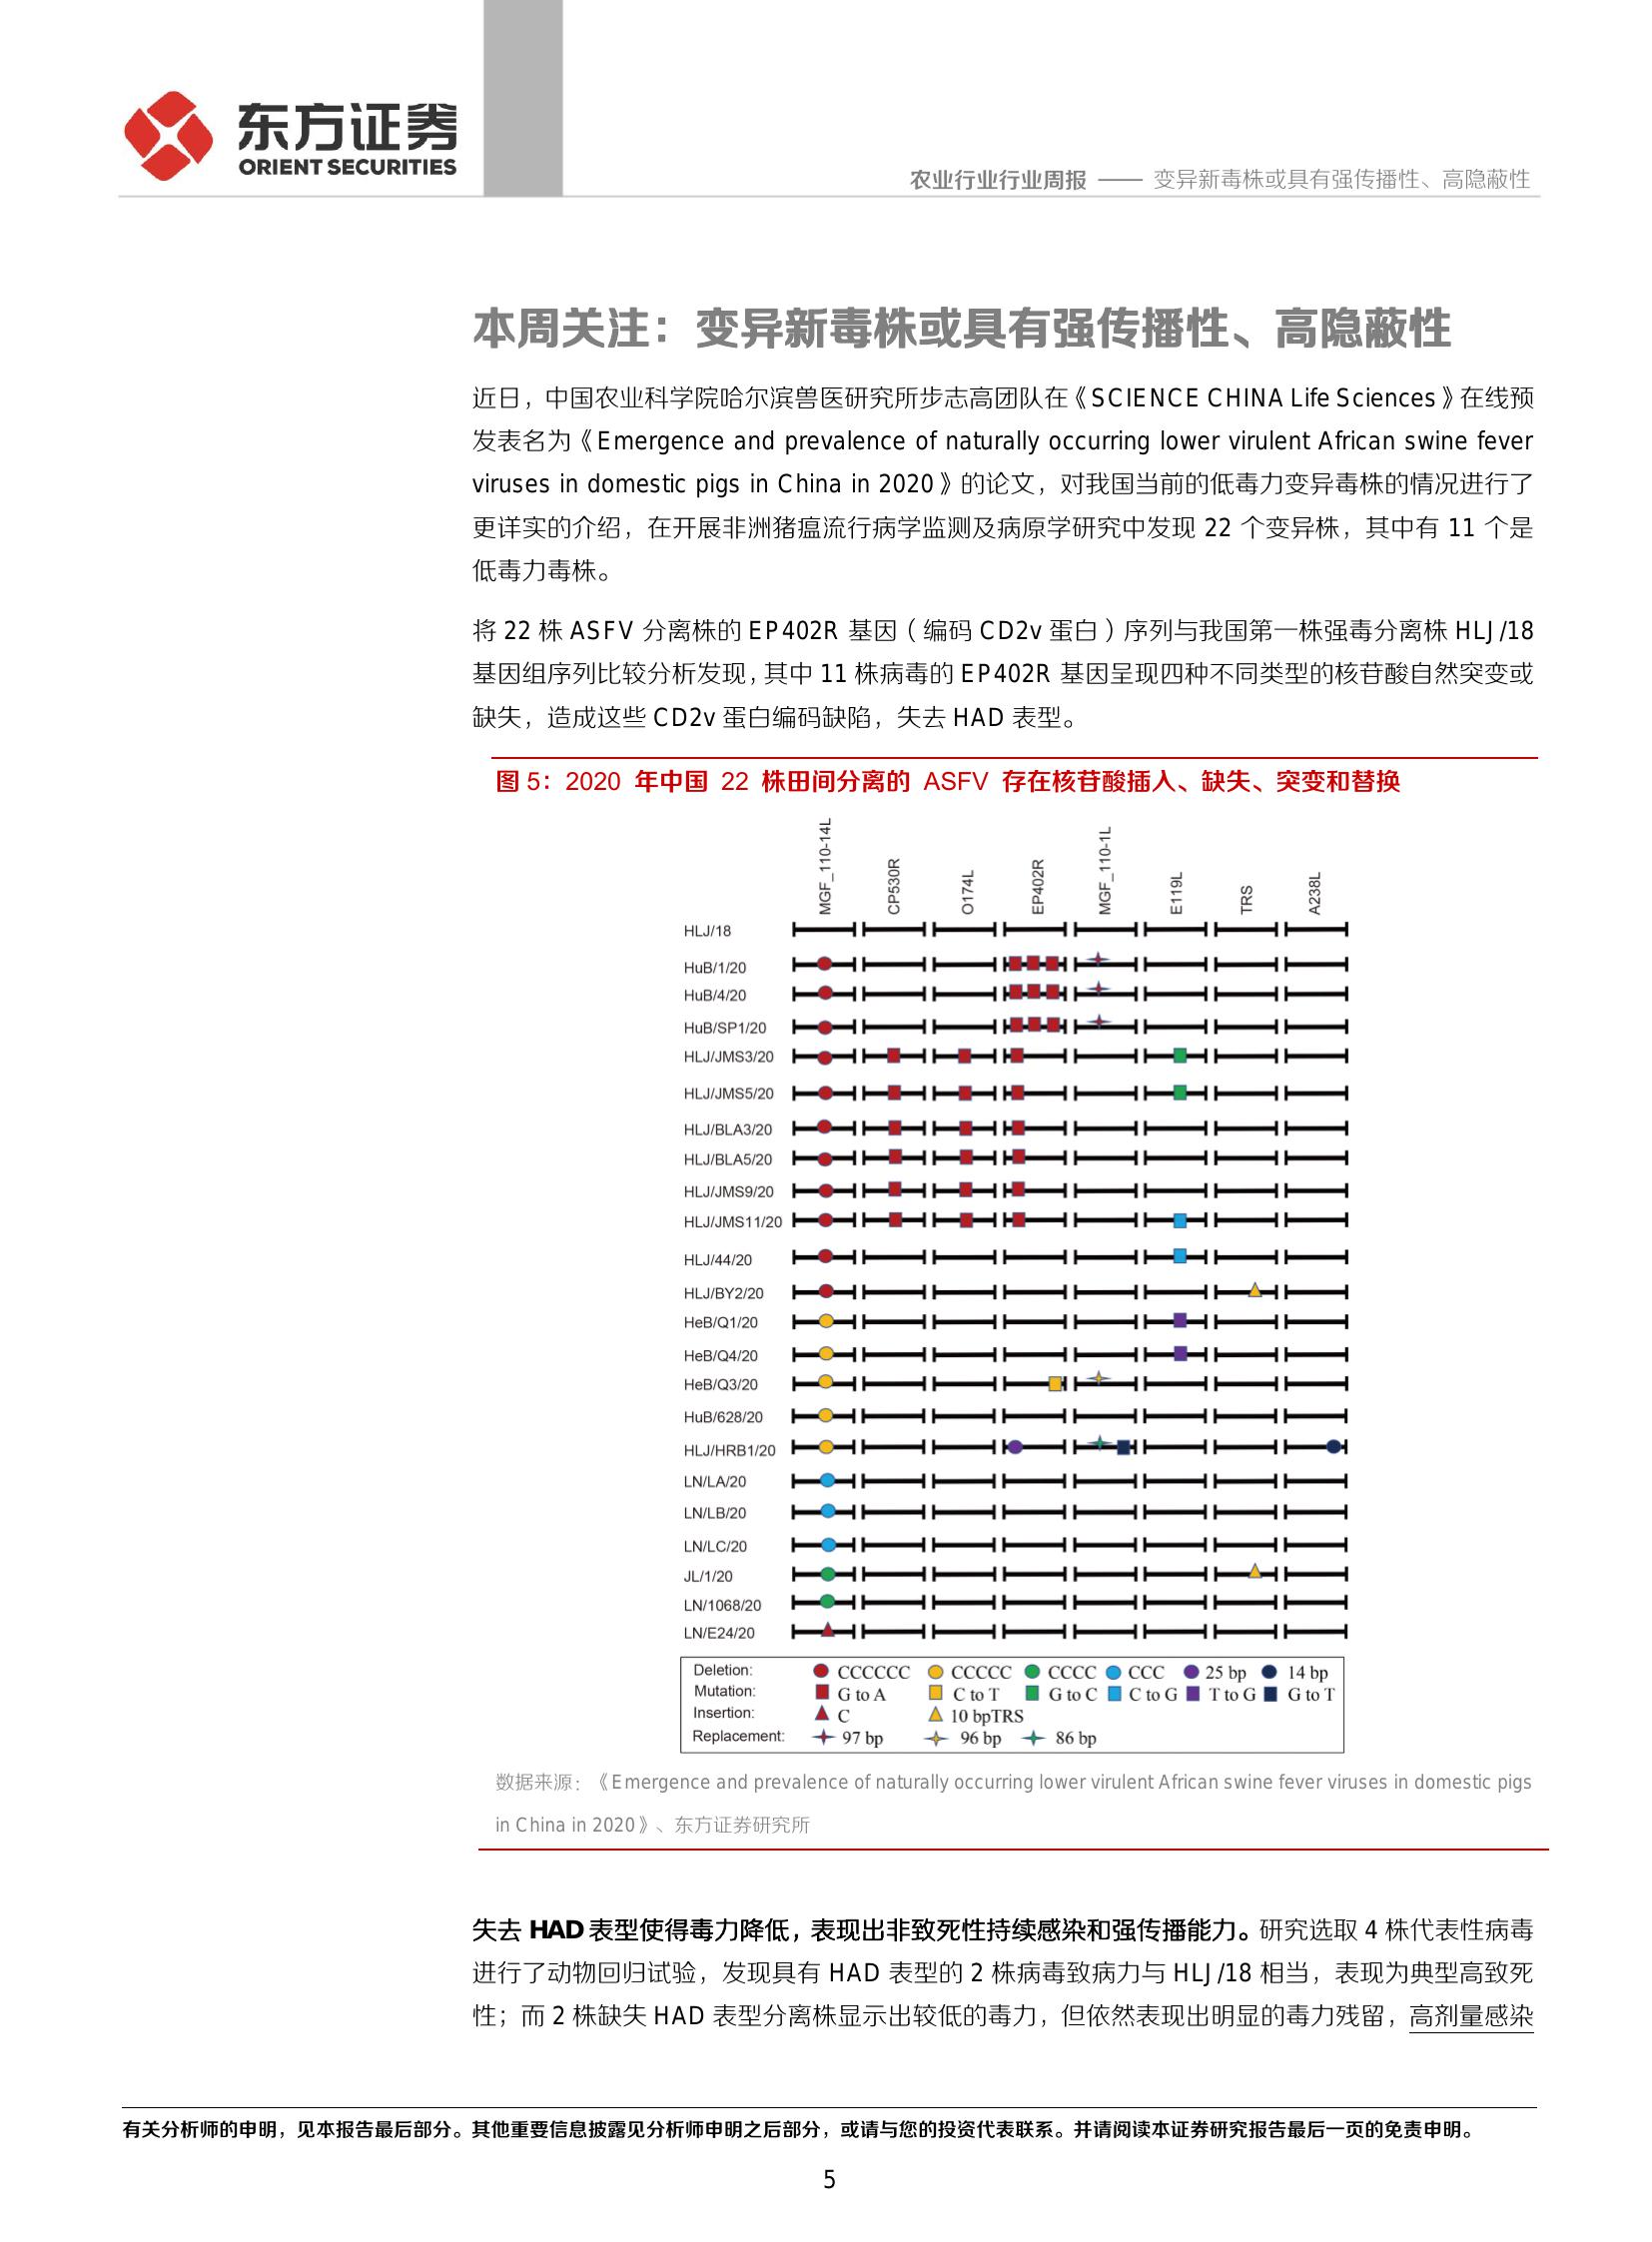 东方证券
ORIENT SECURITIES
农业行业行业周报 —— 变异新毒株或具有强传播性、高隐蔽性
本周关注：变异新毒株或具有强传播性、高隐蔽性
近日，中国农业科学院哈尔滨兽医研究所步志高团队在《SCIENCE CHINA Life Sciences》在线预
发表名为《Emergence and prevalence of naturally occurring lower virulent African swine fever
viruses in domestic pigs in China in 2020》的论文，对我国当前的低毒力变异毒株的情况进行了
更详实的介绍，在开展非洲猪瘟流行病学监测及病原学研究中发现 22 个变异株，其中有 11 个是
低毒力毒株。
将 22 株 ASFV 分离株的 EP402R 基因（编码 CD2v 蛋白）序列与我国第一株强毒分离株 HLJ/18
基因组序列比较分析发现，其中 11 株病毒的 EP402R 基因呈现四种不同类型的核苷酸自然突变或
缺失，造成这些 CD2v 蛋白编码缺陷，失去 HAD 表型。
图 5：2020 年中国 22 株田间分离的 ASFV 存在核苷酸插入、缺失、突变和替换
MGF_110-14L CP530R O174L EP402R MGF_110-1L E119L TRS A238L
HLJ/18
HuB/1/20
HuB/4/20
HuB/SP1/20
HLJ/JMS3/20
HLJ/JMS5/20
HLJ/BLA3/20
HLJ/BLA5/20
HLJ/JMS9/20
HLJ/JMS11/20
HLJ/44/20
HLJ/BY2/20
HeB/Q1/20
HeB/Q4/20
HeB/Q3/20
HuB/628/20
HLJ/HRB1/20
LN/LA/20
LN/LB/20
LN/LC/20
JL/1/20
LN/1068/20
LN/E24/20
Deletion: CCCCCC CCCCC CCCC CCC 25 bp 14 bp
Mutation: G to A C to T G to C C to G T to G G to T
Insertion: C 10 bpTRS
Replacement: 97 bp 96 bp 86 bp
数据来源：《Emergence and prevalence of naturally occurring lower virulent African swine fever viruses in domestic pigs
in China in 2020》、东方证券研究所
失去 HAD 表型使得毒力降低，表现出非致死性持续感染和强传播能力。研究选取 4 株代表性病毒
进行了动物回归试验，发现具有 HAD 表型的 2 株病毒致病力与 HLJ/18 相当，表现为典型高致死
性；而 2 株缺失 HAD 表型分离株显示出较低的毒力，但依然表现出明显的毒力残留，高剂量感染
有关分析师的申明，见本报告最后部分。其他重要信息披露见分析师申明之后部分，或请与您的投资代表联系。并请阅读本证券研究报告最后一页的免责申明。
5